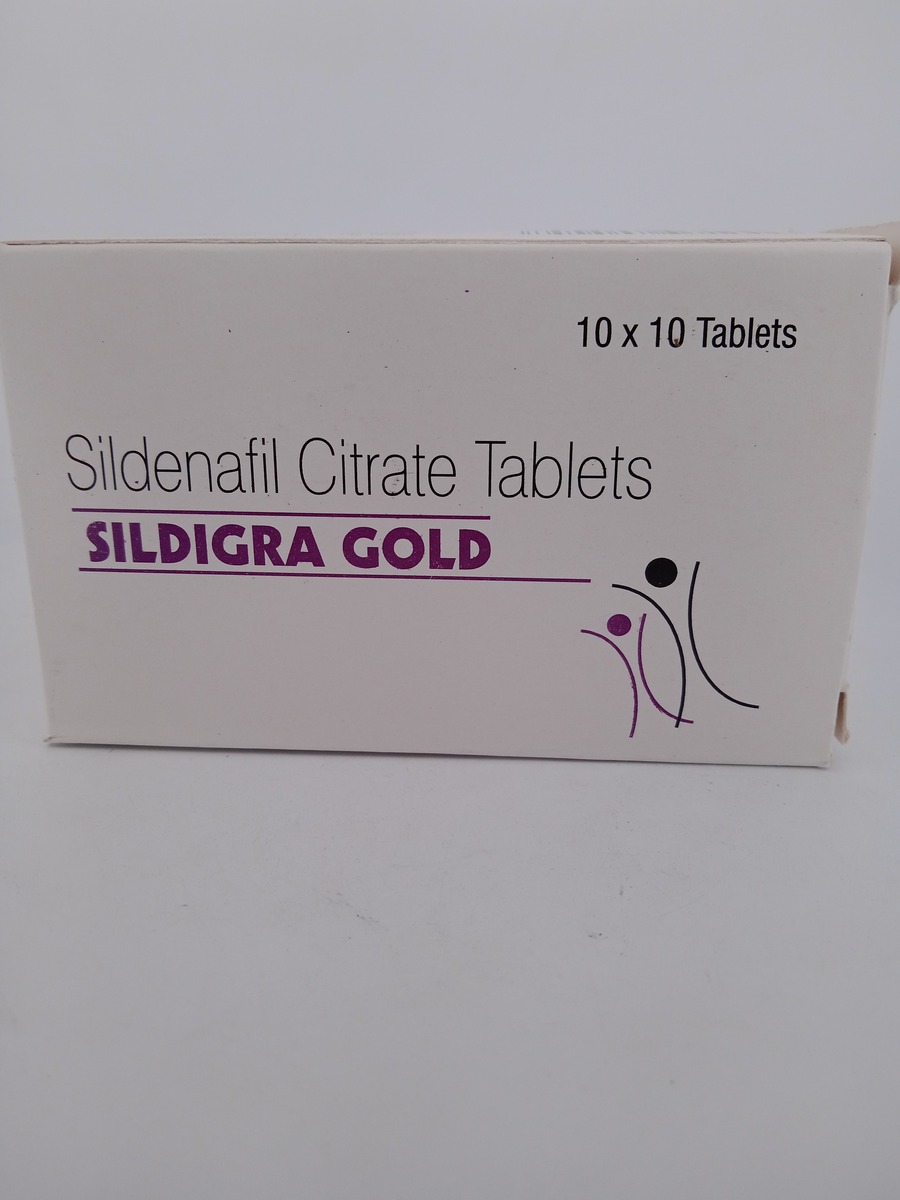 10 x 10 Tablets
Sildenafil Citrate Tablets
SILDIGRA GOLD